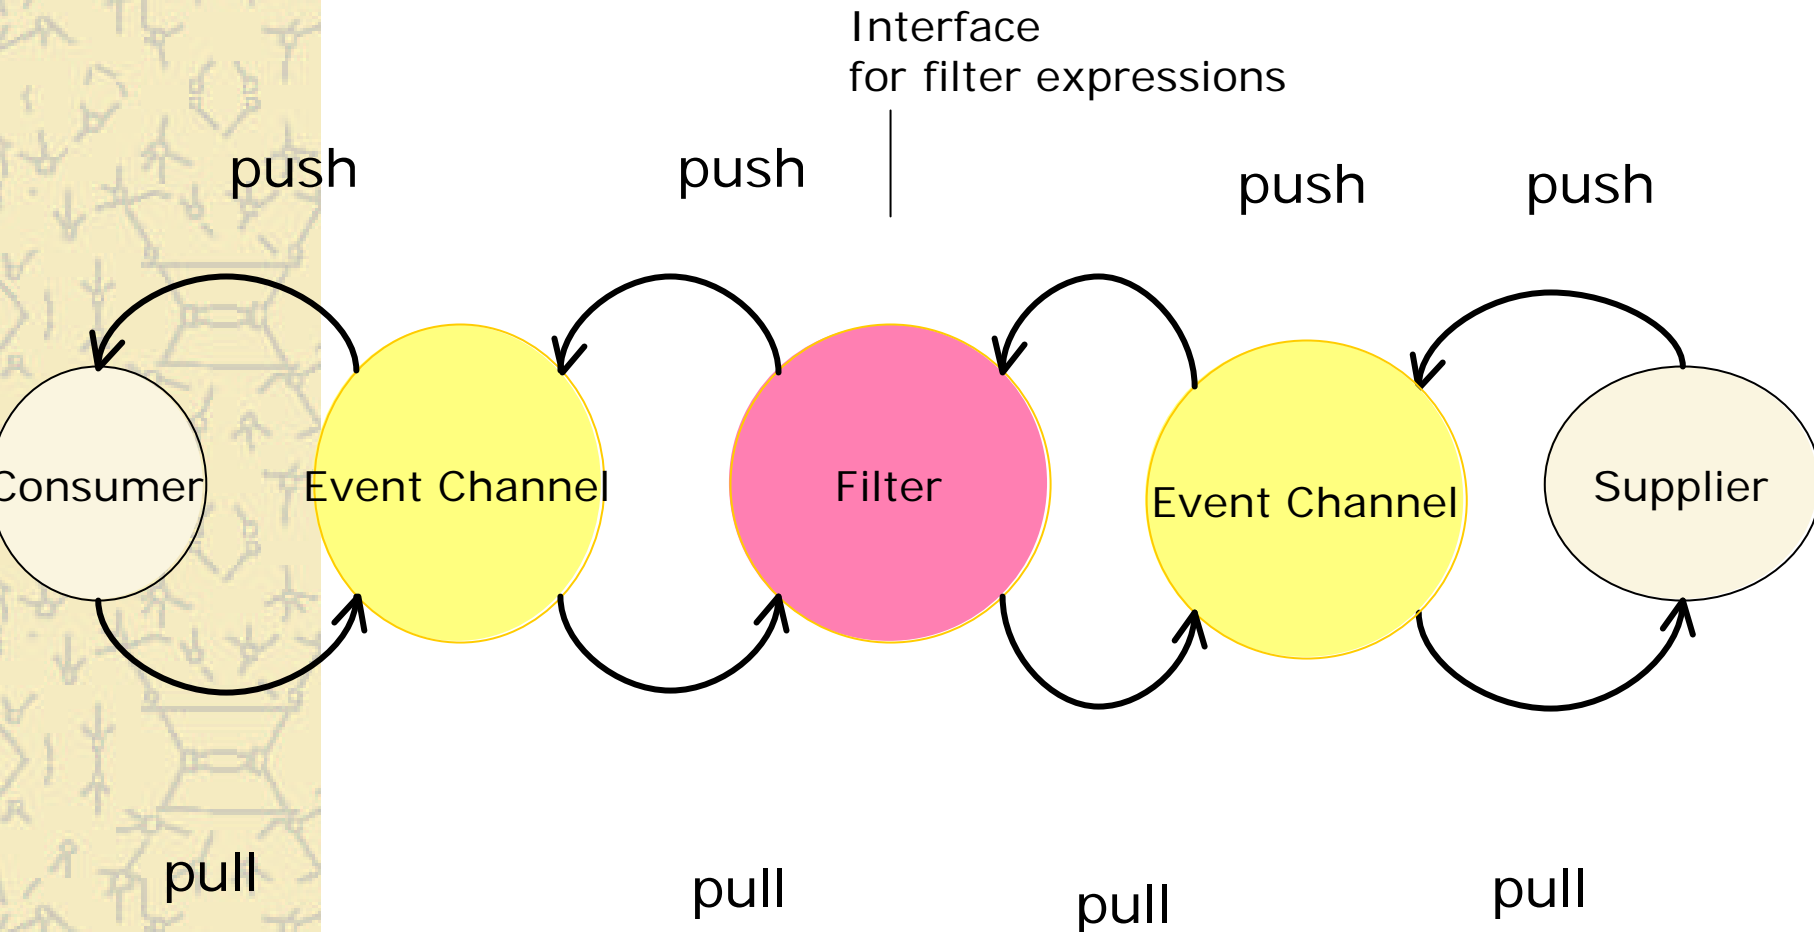 Interface
for filter expressions
push
push
push
push
Consumer
Event Channel
Filter
Event Channel
Supplier
pull
pull
pull
pull